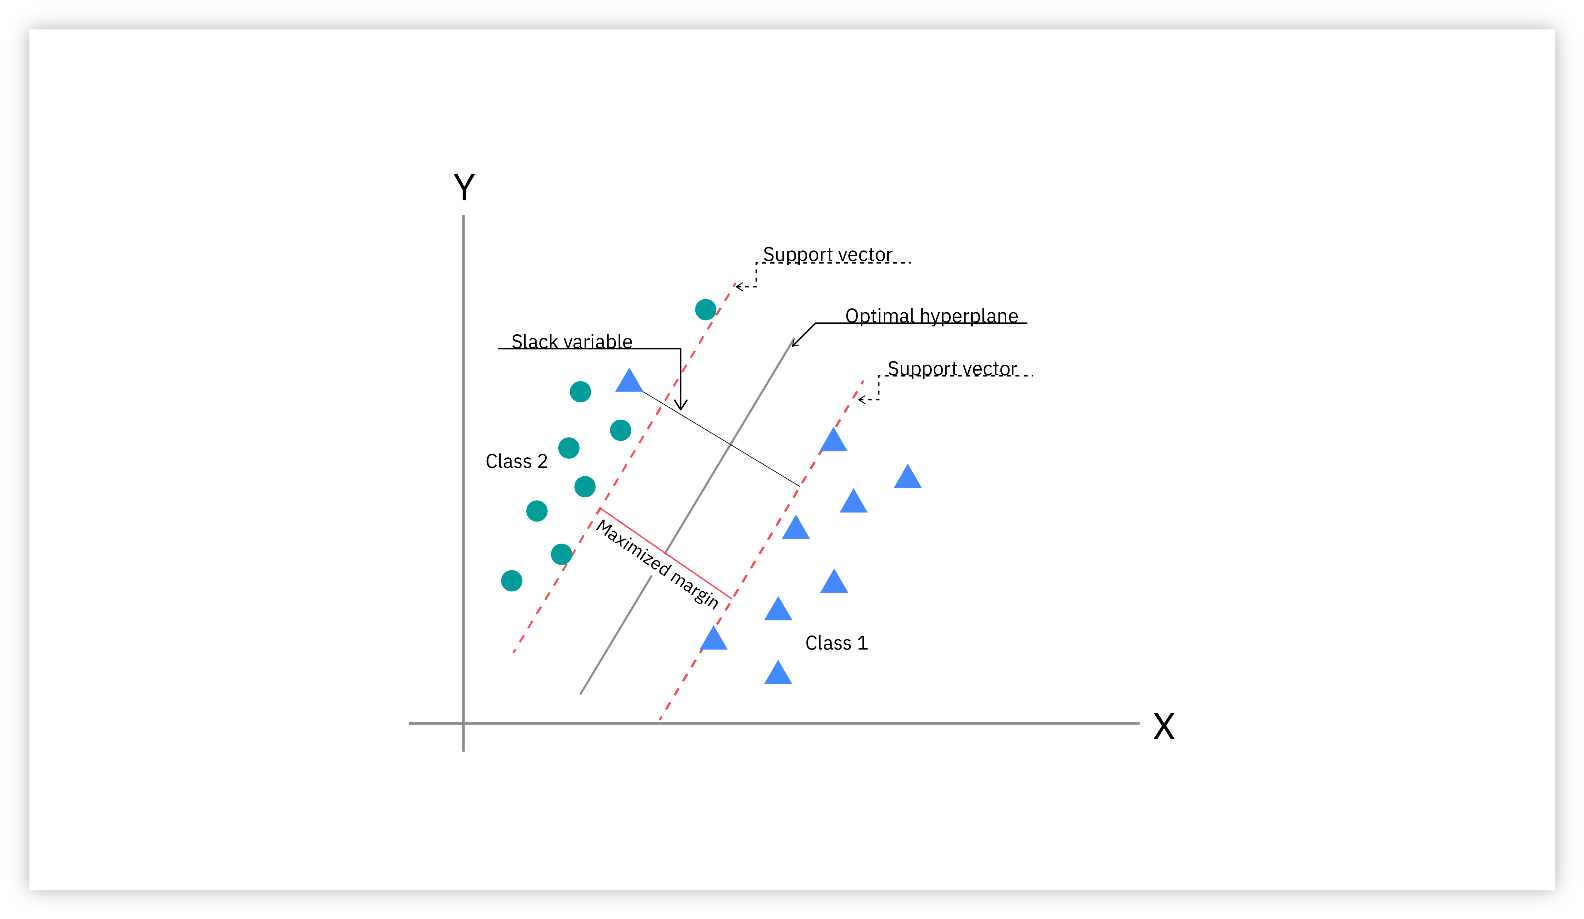 Y
Support vector
Optimal hyperplane
Slack variable
Support vector
Class 2
Maximized margin
Class 1
X